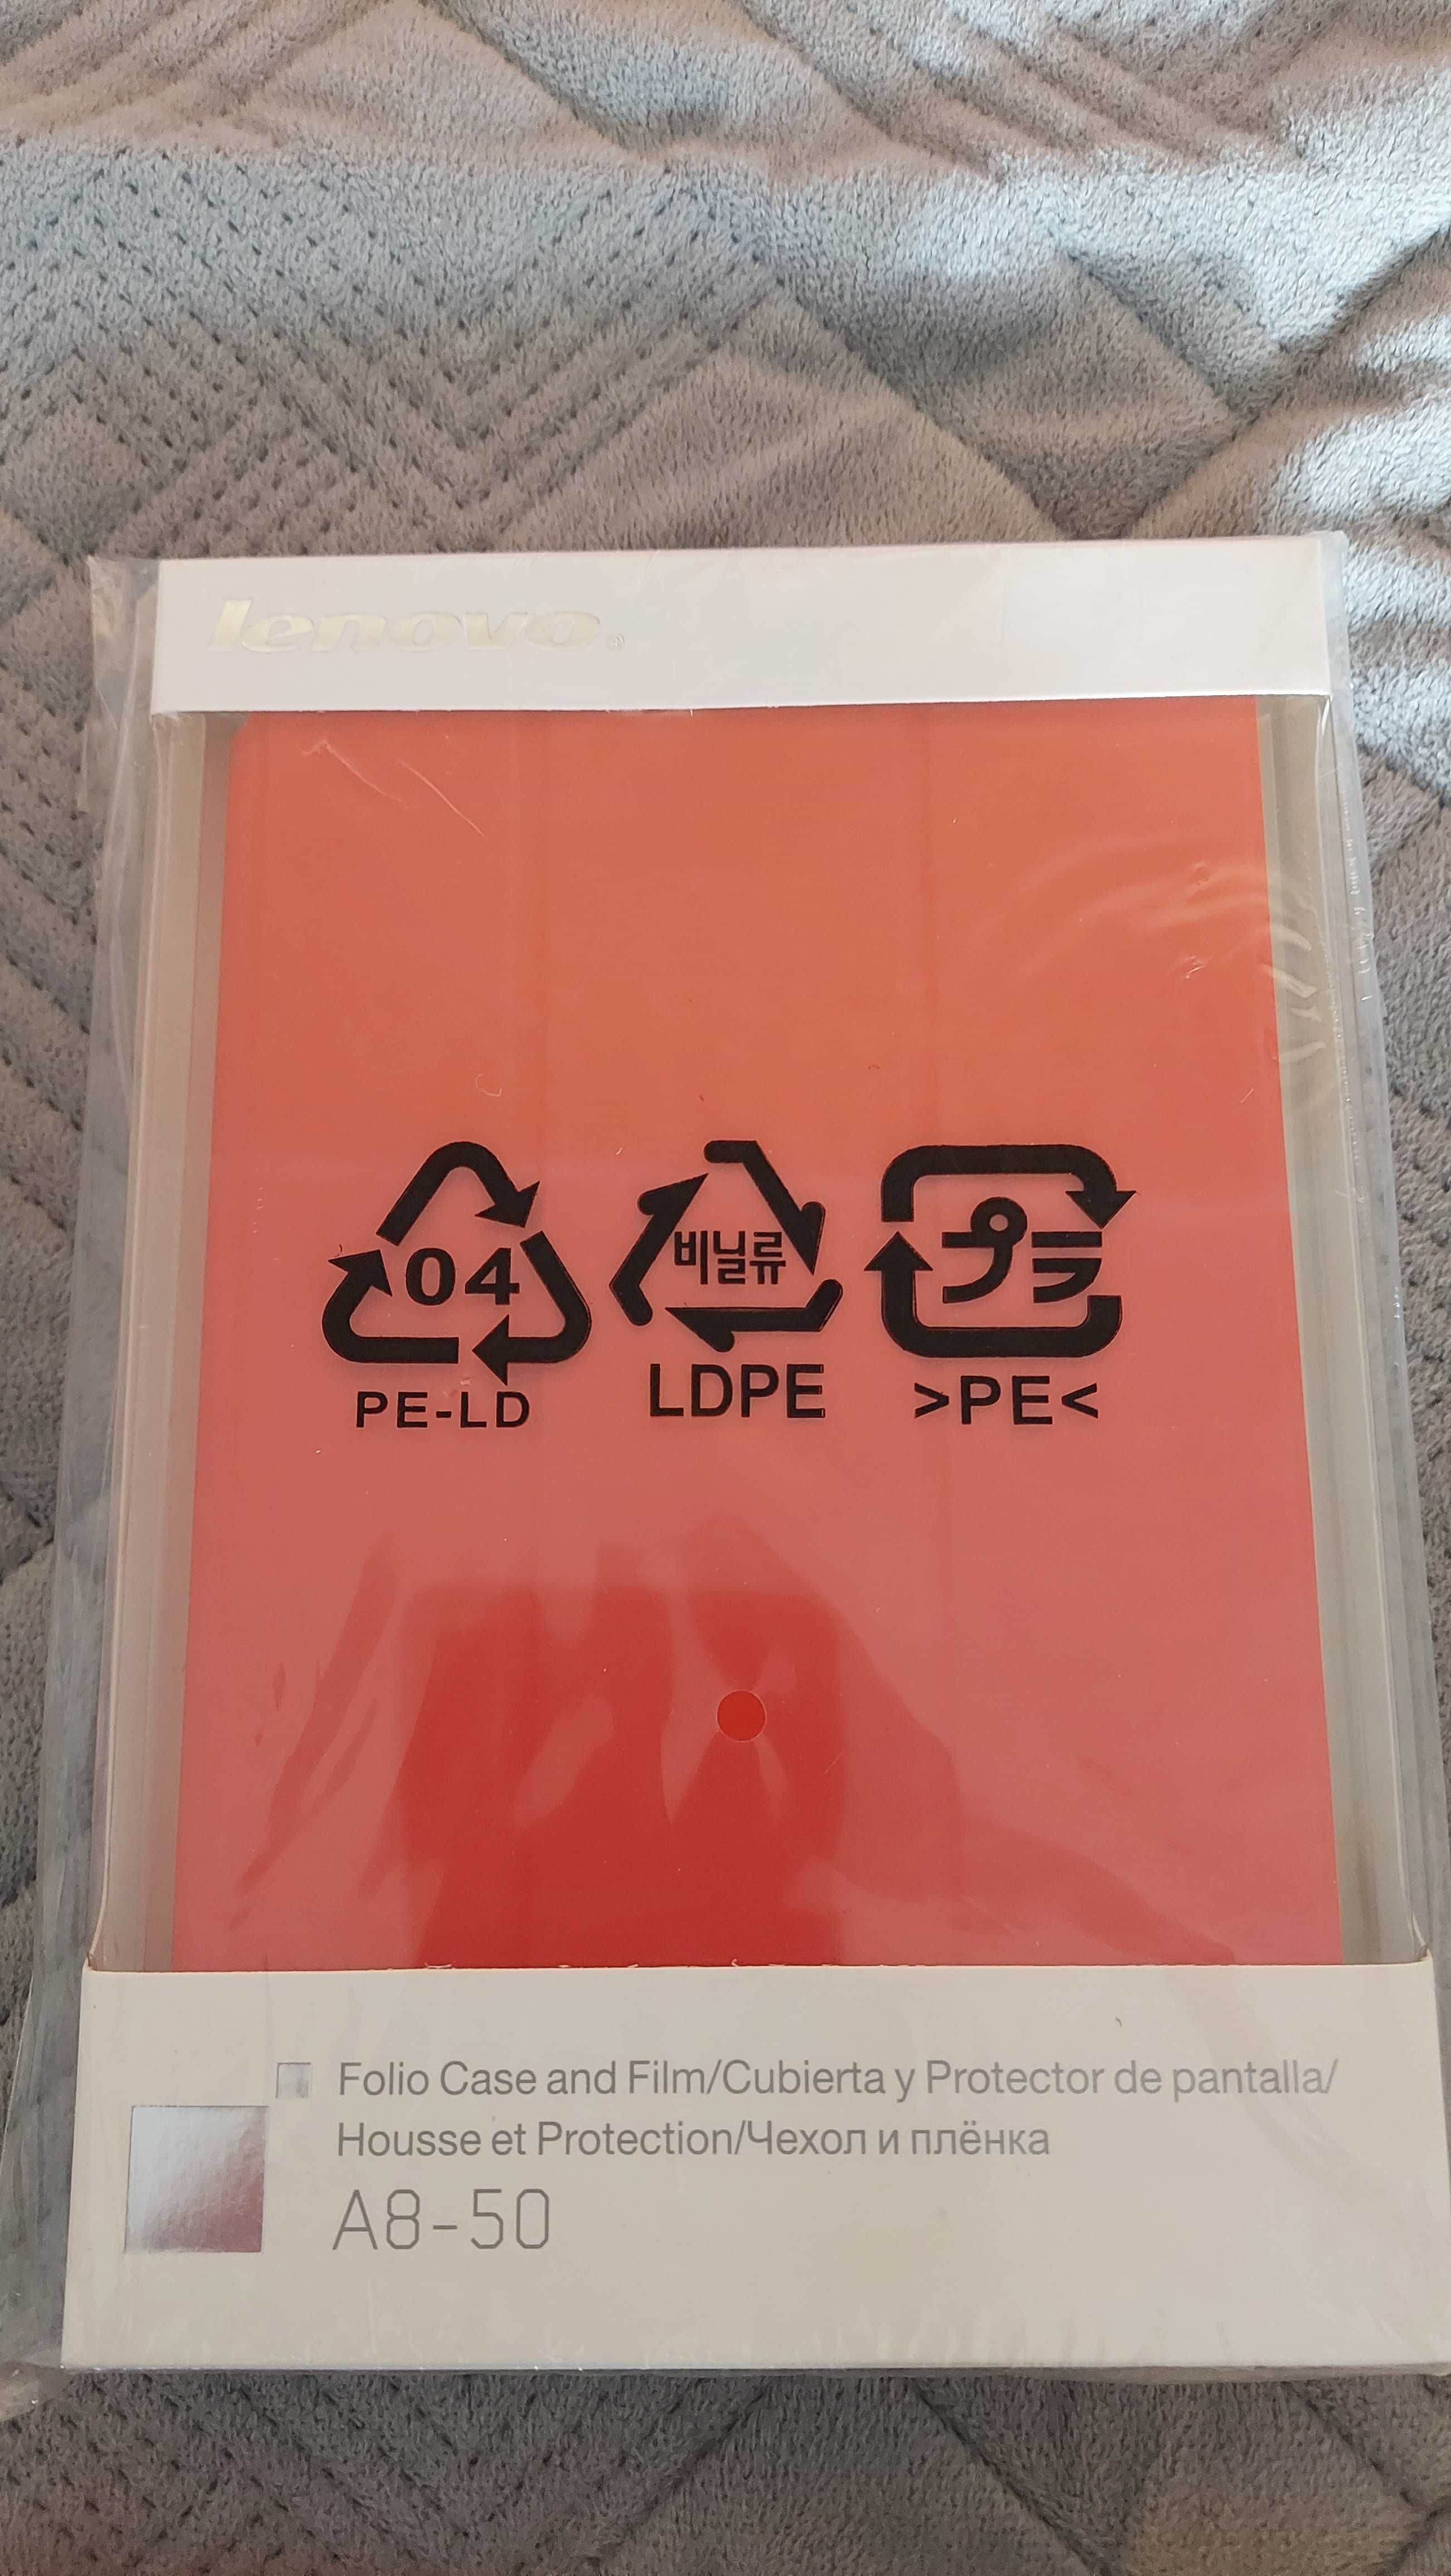 lenovo
04
비닐류
プラ
PE-LD
LDPE
>PE<
Folio Case and Film/Cubierta y Protector de pantalla/
Housse et Protection/Чехол и плёнка
A8-50